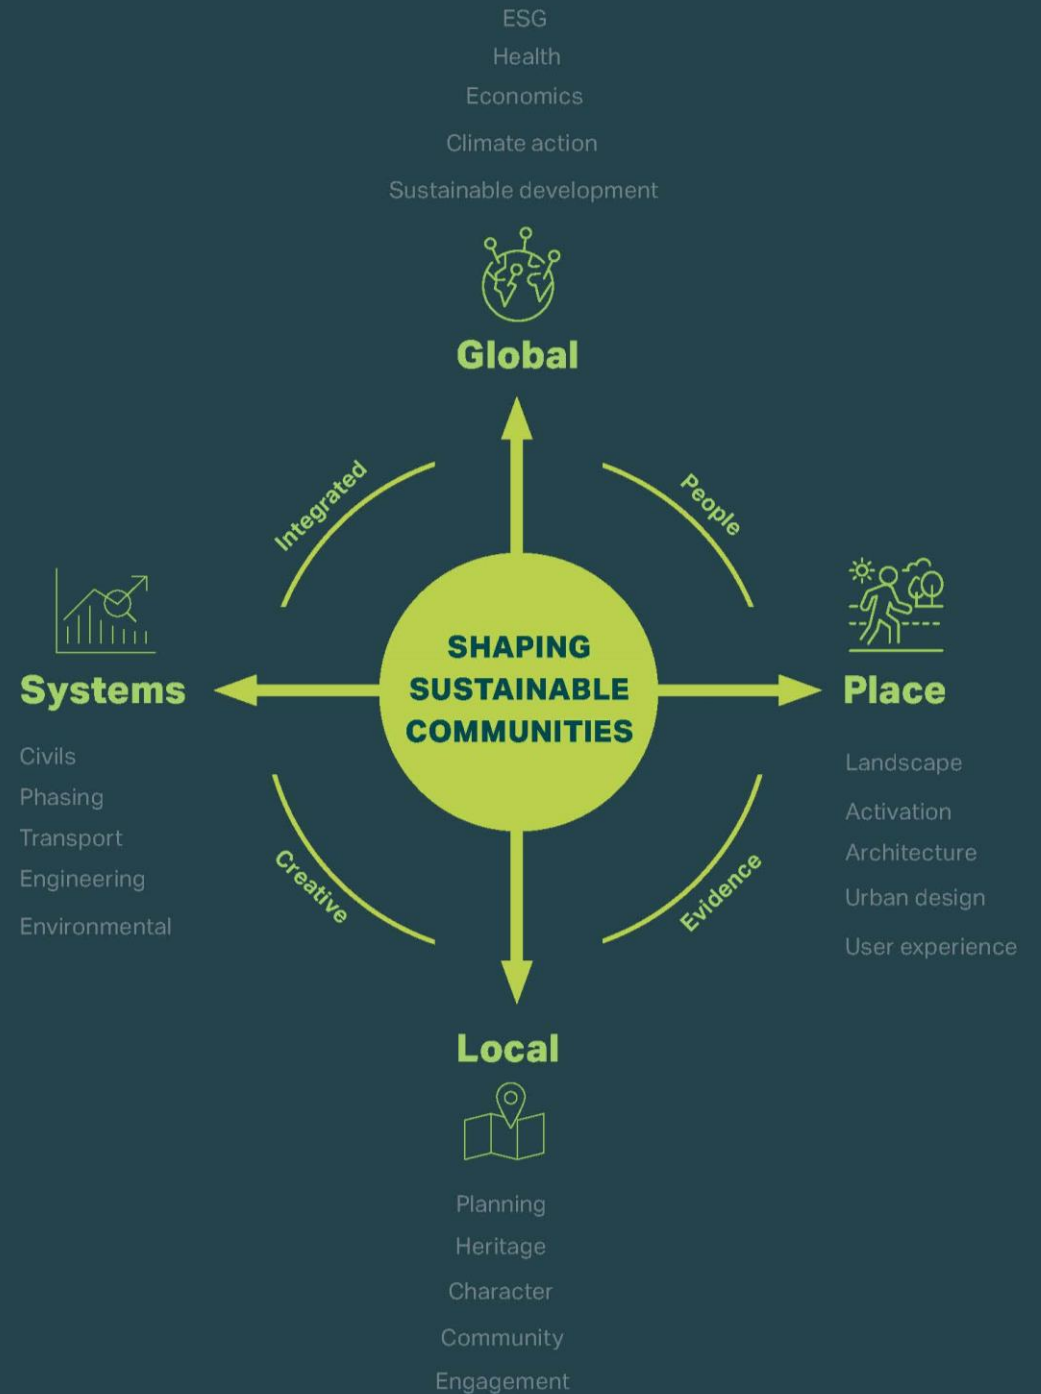 ESG
Health
Economics
Climate action
Sustainable development
Global
Integrated
People
SHAPING
SUSTAINABLE
COMMUNITIES
Systems
Civils
Phasing
Transport
Engineering
Environmental
Place
Landscape
Activation
Architecture
Urban design
User experience
Creative
Evidence
Local
Planning
Heritage
Character
Community
Engagement